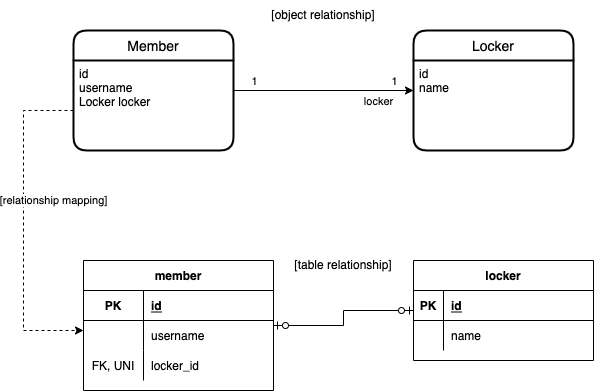 [object relationship]
Member
Locker
id
username
Locker locker
id
name
1
1
locker
[relationship mapping]
[table relationship]
member
locker
PK id
PK id
username
name
FK, UNI locker_id